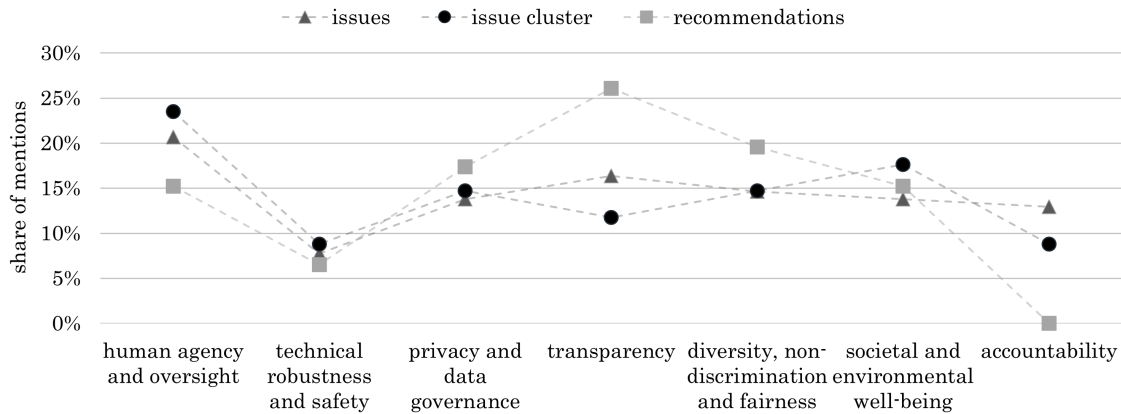 issues issue cluster recommendations
share of mentions
30%
25%
20%
15%
10%
5%
0%
human agency and oversight
technical robustness and safety
privacy and data governance
transparency
diversity, non-discrimination and fairness
societal and environmental well-being
accountability